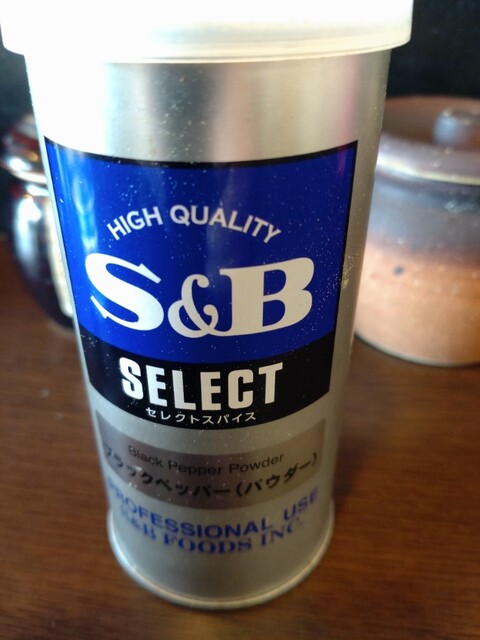 HIGH QUALITY
S&B
SELECT
セレクトスパイス
Black Pepper Powder
ブラックペッパー(パウダー)
PROFESSIONAL USE
S&B FOODS INC.